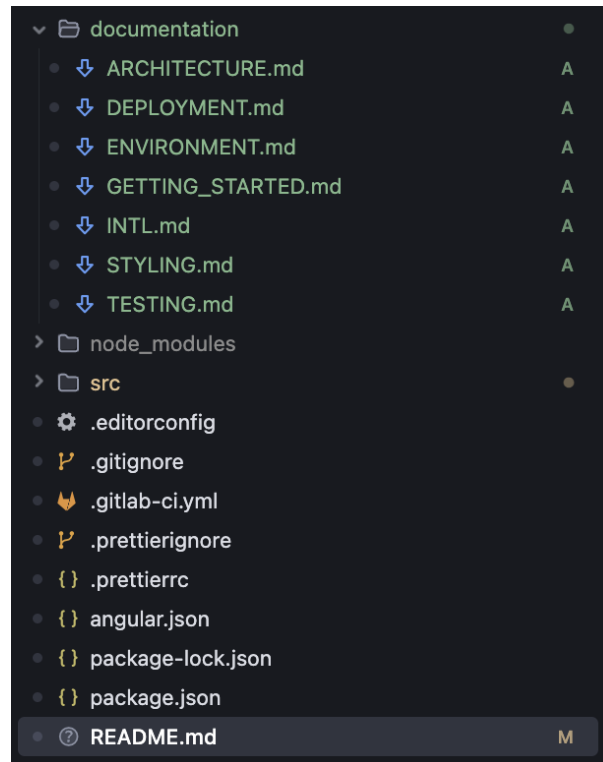 documentation
ARCHITECTURE.md A
DEPLOYMENT.md A
ENVIRONMENT.md A
GETTING_STARTED.md A
INTL.md A
STYLING.md A
TESTING.md A
node_modules
src
.editorconfig
.gitignore
.gitlab-ci.yml
.prettierignore
{} .prettierrc
{} angular.json
{} package-lock.json
{} package.json
README.md M